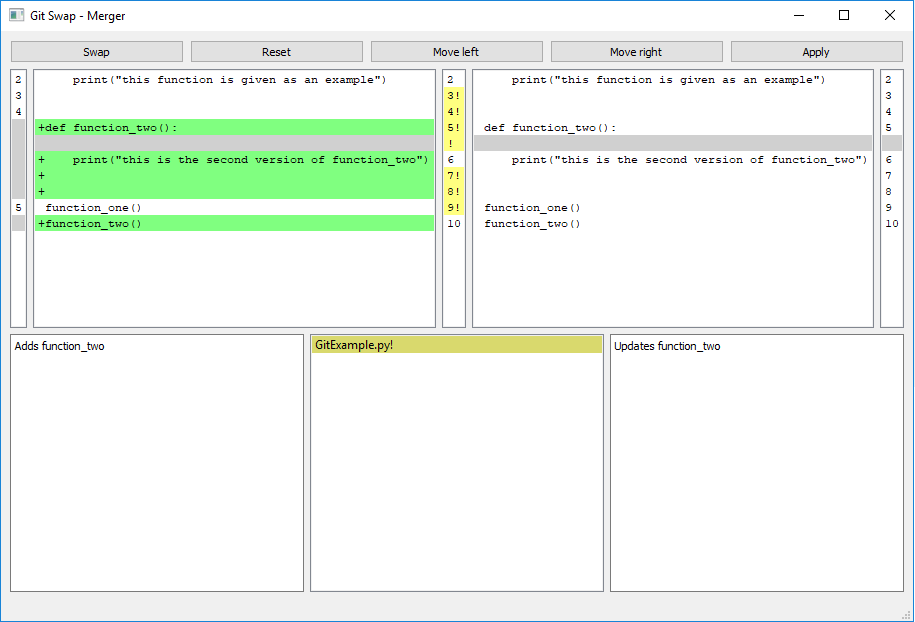 Git Swap - Merger
Swap Reset Move left Move right Apply
2 print("this function is given as an example") 2 print("this function is given as an example") 2
3 3! 3
4 4! 4
+def function_two(): 5! def function_two(): 5
!
+ print("this is the second version of function_two") 6 print("this is the second version of function_two") 6
+ 7! 7
+ 8! 8
5 function_one() 9! function_one() 9
+function_two() 10 function_two() 10
Adds function_two GitExample.py! Updates function_two